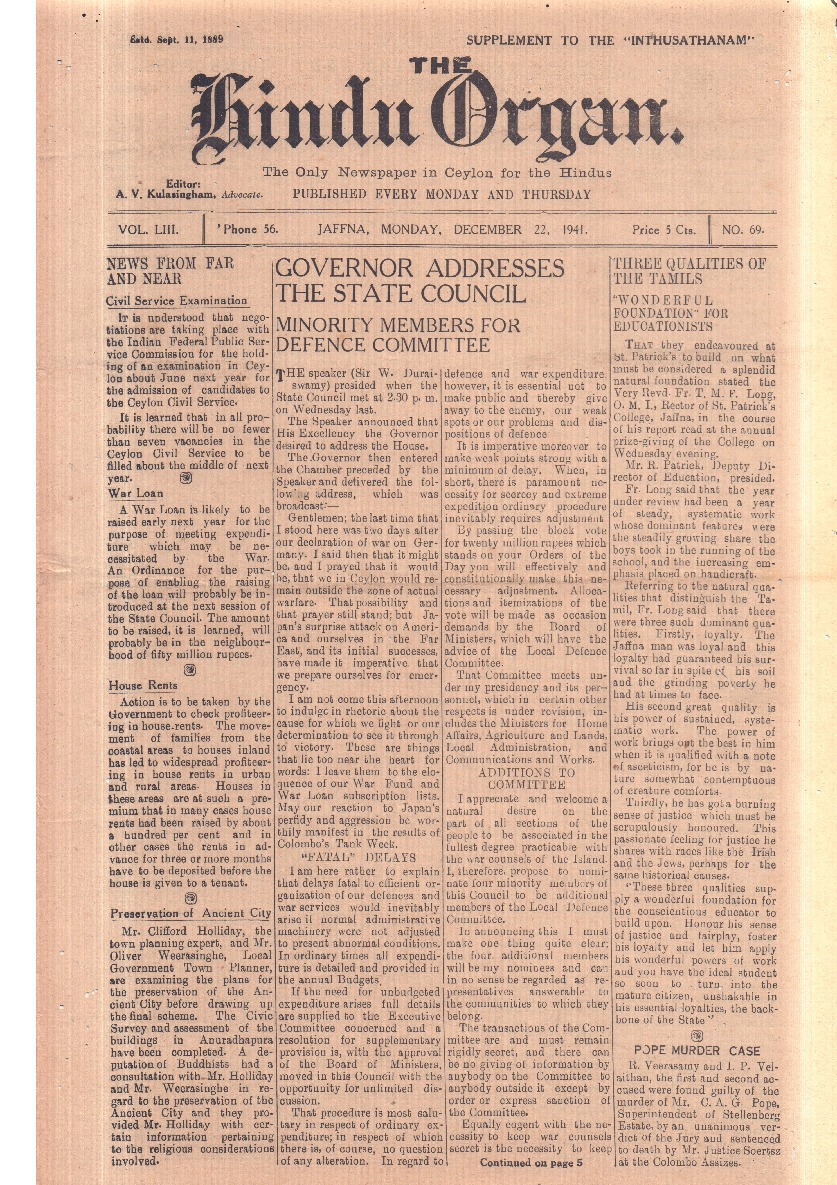 Estd. Sept. 11, 1889
SUPPLEMENT TO THE "INTHUSATHANAM"
THE
Hindu Organ.
The Only Newspaper in Ceylon for the Hindus
Editor:
A. V. Kulasingham, Advocate.
PUBLISHED EVERY MONDAY AND THURSDAY
VOL. LIII.
'Phone 56.
JAFFNA, MONDAY, DECEMBER 22, 1941.
Price 5 Cts.
NO. 69.
NEWS FROM FAR
AND NEAR
Civil Service Examination
IT is understood that nego-
tiations are taking place with
the Indian Federal Public Ser-
vice Commission for the hold-
ing of an examination in Cey-
lon about June next year for
the admission of candidates to
the Ceylon Civil Service.
It is learned that in all pro-
bability there will be no fewer
than seven vacancies in the
Ceylon Civil Service to be
filled about the middle of next
year.
War Loan
A War Loan is likely to be
raised early next year for the
purpose of meeting expendi-
ture which may be ne-
cessitated by the War.
An Ordinance for the pur-
pose of enabling the raising
of the loan will probably be in-
troduced at the next session of
the State Council. The amount
to be raised, it is learned, will
probably be in the neighbour-
hood of fifty million rupees.
House Rents
Action is to be taken by the
Government to check profiteer-
ing in house rents. The move-
ment of families from the
coastal areas to houses inland
has led to widespread profiteer-
ing in house rents in urban
and rural areas. Houses in
these areas are at such a pre-
mium that in many cases house
rents had been raised by about
a hundred per cent and in
other cases the rents in ad-
vance for three or more months
have to be deposited before the
house is given to a tenant.
Preservation of Ancient City
Mr. Clifford Holliday, the
town planning expert, and Mr.
Oliver Weerasinghe, Local
Government Town Planner,
are examining the plans for
the preservation of the An-
cient City before drawing up
the final scheme. The Civic
Survey and assessment of the
buildings in Anuradhapura
have been completed. A de-
putation of Buddhists had a
consultation with Mr. Holliday
and Mr. Weerasinghe in re-
gard to the preservation of the
Ancient City and they pro-
vided Mr. Holliday with cer-
tain information pertaining
to the religious considerations
involved.
GOVERNOR ADDRESSES
THE STATE COUNCIL
MINORITY MEMBERS FOR
DEFENCE COMMITTEE
THE speaker (Sir W. Durai-
swamy) presided when the
State Council met at 2-30 p. m.
on Wednesday last.
The Speaker announced that
His Excellency the Governor
desired to address the House.
The Governor then entered
the Chamber preceded by the
Speaker and delivered the fol-
lowing address, which was
broadcast:—
Gentlemen; the last time that
I stood here was two days after
our declaration of war on Ger-
many. I said then that it might
be, and I prayed that it would
be, that we in Ceylon would re-
main outside the zone of actual
warfare. That possibility and
that prayer still stand; but Ja-
pan's surprise attack on Ameri-
ca and ourselves in the Far
East, and its initial successes,
have made it imperative that
we prepare ourselves for emer-
gency.
I am not come this afternoon
to indulge in rhetoric about the
cause for which we fight or our
determination to see it through
to victory. These are things
that lie too near the heart for
words: I leave them to the elo-
quence of our War Fund and
War Loan subscription lists.
May our reaction to Japan's
perfidy and aggression be wor-
thily manifest in the results of
Colombo's Tank Week.
"FATAL" DELAYS
I am here rather to explain
that delays fatal to efficient or-
ganization of our defences and
war services would inevitably
arise if normal administrative
machinery were not adjusted
to present abnormal conditions.
In ordinary times all expendi-
ture is detailed and provided in
the annual Budgets.
If the need for unbudgeted
expenditure arises full details
are supplied to the Executive
Committee concerned and a
resolution for supplementary
provision is, with the approval
of the Board of Ministers,
moved in this Council with the
opportunity for unlimited dis-
cussion.
That procedure is most salu-
tary in respect of ordinary ex-
penditure; in respect of which
there is, of course, no question
of any alteration. In regard to
defence and war expenditure
however, it is essential not to
make public and thereby give
away to the enemy, our weak
spots or our problems and dis-
positions of defence
It is imperative moreover to
make weak points strong with a
minimum of delay. When, in
short, there is paramount ne-
cessity for secrecy and extreme
expedition ordinary procedure
inevitably requires adjustment
By passing the block vote
for twenty million rupees which
stands on your Orders of the
Day you will effectively and
constitutionally make this ne-
cessary adjustment. Alloca-
tions and itemizations of the
vote will be made as occasion
demands by the Board of
Ministers, which will have the
advice of the Local Defence
Committee.
That Committee meets un-
der my presidency and its per-
sonnel, which in certain other
respects is under revision, in-
cludes the Ministers for Home
Affairs, Agriculture and Lands,
Local Administration, and
Communications and Works.
ADDITIONS TO
COMMITTEE
I appreciate and welcome a
natural desire on the
part of all sections of the
people to be associated in the
fullest degree practicable with
the war counsels of the Island.
I, therefore, propose to nomi-
nate four minority members of
this Council to be additional
members of the Local Defence
Committee.
In announcing this I must
make one thing quite clear;
the four additional members
will be my nominees and can
in no sense be regarded as re-
presentatives answerable to
the communities to which they
belong.
The transactions of the Com-
mittee are and must remain
rigidly secret, and there can
be no giving of information by
anybody on the Committee to
anybody outside it except by
order or express sanction of
the Committee.
Equally cogent with the ne-
cessity to keep war counsels
secret is the necessity to keep
Continued on page 5
THREE QUALITIES OF
THE TAMILS
"WONDERFUL
FOUNDATION" FOR
EDUCATIONISTS
THAT they endeavoured at
St. Patrick's to build on what
must be considered a splendid
natural foundation stated the
Very Revd. Fr. T. M. F. Long,
O. M. I., Rector of St. Patrick's
College, Jaffna, in the course
of his report read at the annual
prize-giving of the College on
Wednesday evening.
Mr. R. Patrick, Deputy Di-
rector of Education, presided.
Fr. Long said that the year
under review had been a year
of steady, systematic work
whose dominant features were
the steadily growing share the
boys took in the running of the
school, and the increasing em-
phasis placed on handicraft.
Referring to the natural qua-
lities that distinguish the Ta-
mil, Fr. Long said that there
were three such dominant qua-
lities. Firstly, loyalty. The
Jaffna man was loyal and this
loyalty had guaranteed his sur-
vival so far in spite of his soil
and the grinding poverty he
had at times to face.
His second great quality is
his power of sustained, syste-
matic work. The power of
work brings out the best in him
when it is qualified with a note
of asceticism, for he is by na-
ture somewhat contemptuous
of creature comforts.
Thirdly, he has got a burning
sense of justice which must be
scrupulously honoured. This
passionate feeling for justice he
shares with races like the Irish
and the Jews, perhaps for the
same historical causes.
"These three qualities sup-
ply a wonderful foundation for
the conscientious educator to
build upon. Honour his sense
of justice and fairplay, foster
his loyalty and let him apply
his wonderful powers of work
and you have the ideal student
so soon to turn into the
mature citizen, unshakable in
his essential loyalties, the back-
bone of the State"
POPE MURDER CASE
R. Veerasamy and I. P. Vel-
aithan, the first and second ac-
cused were found guilty of the
murder of Mr. C. A. G. Pope,
Superintendent of Stellenberg
Estate, by an unanimous ver-
dict of the Jury and sentenced
to death by Mr. Justice Soertsz
at the Colombo Assizes.